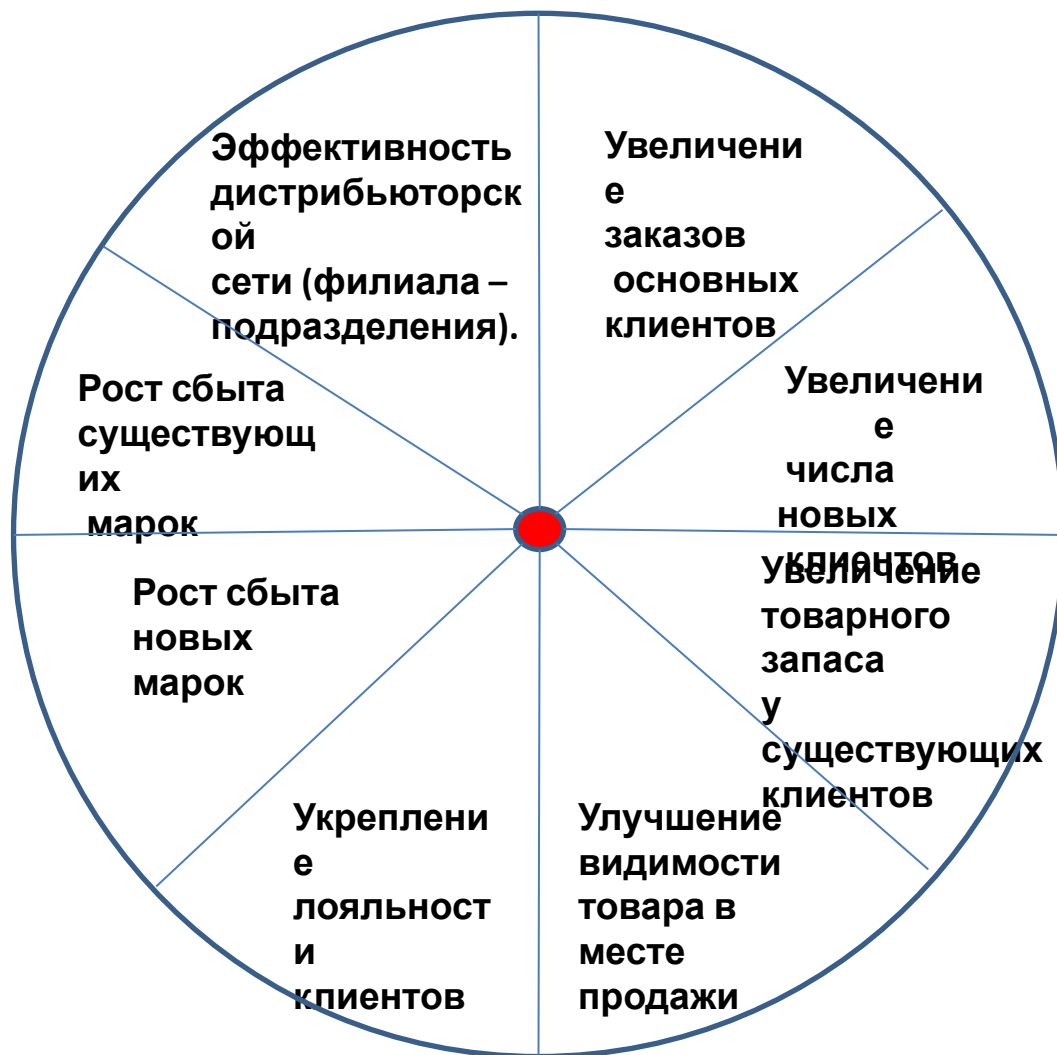 Эффективность
дистрибьюторск
ой
сети (филиала –
подразделения).
Увеличени
е
заказов
основных
клиентов
Увеличени
е
числа
новых
клиентов
Увеличение
товарного
запаса
у
существующих
клиентов
Улучшение
видимости
товара в
месте
продажи
Укреплени
е
лояльност
и
клиентов
Рост сбыта
новых
марок
Рост сбыта
существующ
их
марок